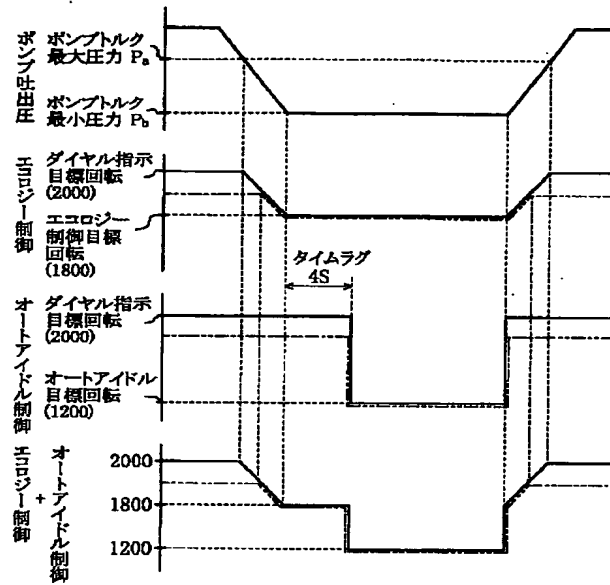 ポンプ吐出圧
ポンプトルク
最大圧力 Pa
ポンプトルク
最小圧力 Pb
エコロジー制御
ダイヤル指示
目標回転
(2000)
エコロジー
制御目標
回転
(1800)
タイムラグ
4S
オートアイドル制御
ダイヤル指示
目標回転
(2000)
オートアイドル
目標回転
(1200)
オートアイドル制御
+
エコロジー制御
2000
1800
1200